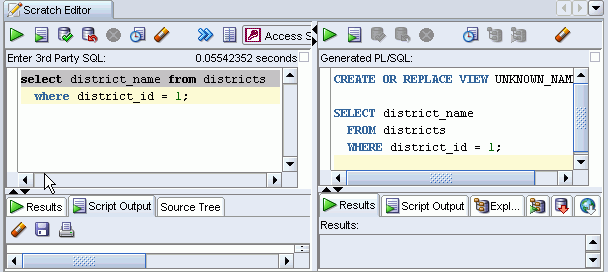 Scratch Editor
Access S
Enter 3rd Party SQL: 0.05542352 seconds
Generated PL/SQL:
select district_name from districts
where district_id = 1;
CREATE OR REPLACE VIEW UNKNOWN_NAM
SELECT district_name
FROM districts
WHERE district_id = 1;
Results Script Output Source Tree
Results Script Output Expl...
Results: